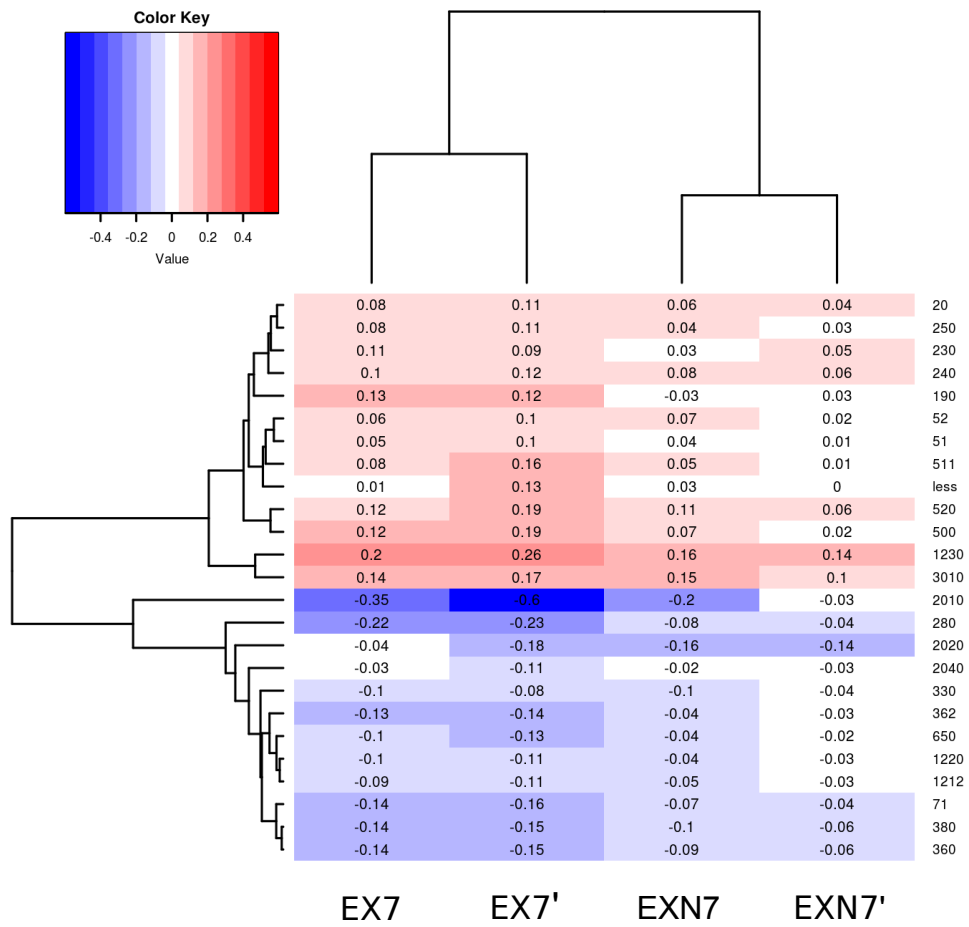 Color Key
-0.4 -0.2 0 0.2 0.4
Value
0.08 0.11 0.06 0.04 20
0.08 0.11 0.04 0.03 250
0.11 0.09 0.03 0.05 230
0.1 0.12 0.08 0.06 240
0.13 0.12 -0.03 0.03 190
0.06 0.1 0.07 0.02 52
0.05 0.1 0.04 0.01 51
0.08 0.16 0.05 0.01 511
0.01 0.13 0.03 0 less
0.12 0.19 0.11 0.06 520
0.12 0.19 0.07 0.02 500
0.2 0.26 0.16 0.14 1230
0.14 0.17 0.15 0.1 3010
-0.35 -0.6 -0.2 -0.03 2010
-0.22 -0.23 -0.08 -0.04 280
-0.04 -0.18 -0.16 -0.14 2020
-0.03 -0.11 -0.02 -0.03 2040
-0.1 -0.08 -0.1 -0.04 330
-0.13 -0.14 -0.04 -0.03 362
-0.1 -0.13 -0.04 -0.02 650
-0.1 -0.11 -0.04 -0.03 1220
-0.09 -0.11 -0.05 -0.03 1212
-0.14 -0.16 -0.07 -0.04 71
-0.14 -0.15 -0.1 -0.06 380
-0.14 -0.15 -0.09 -0.06 360
EX7 EX7' EXN7 EXN7'